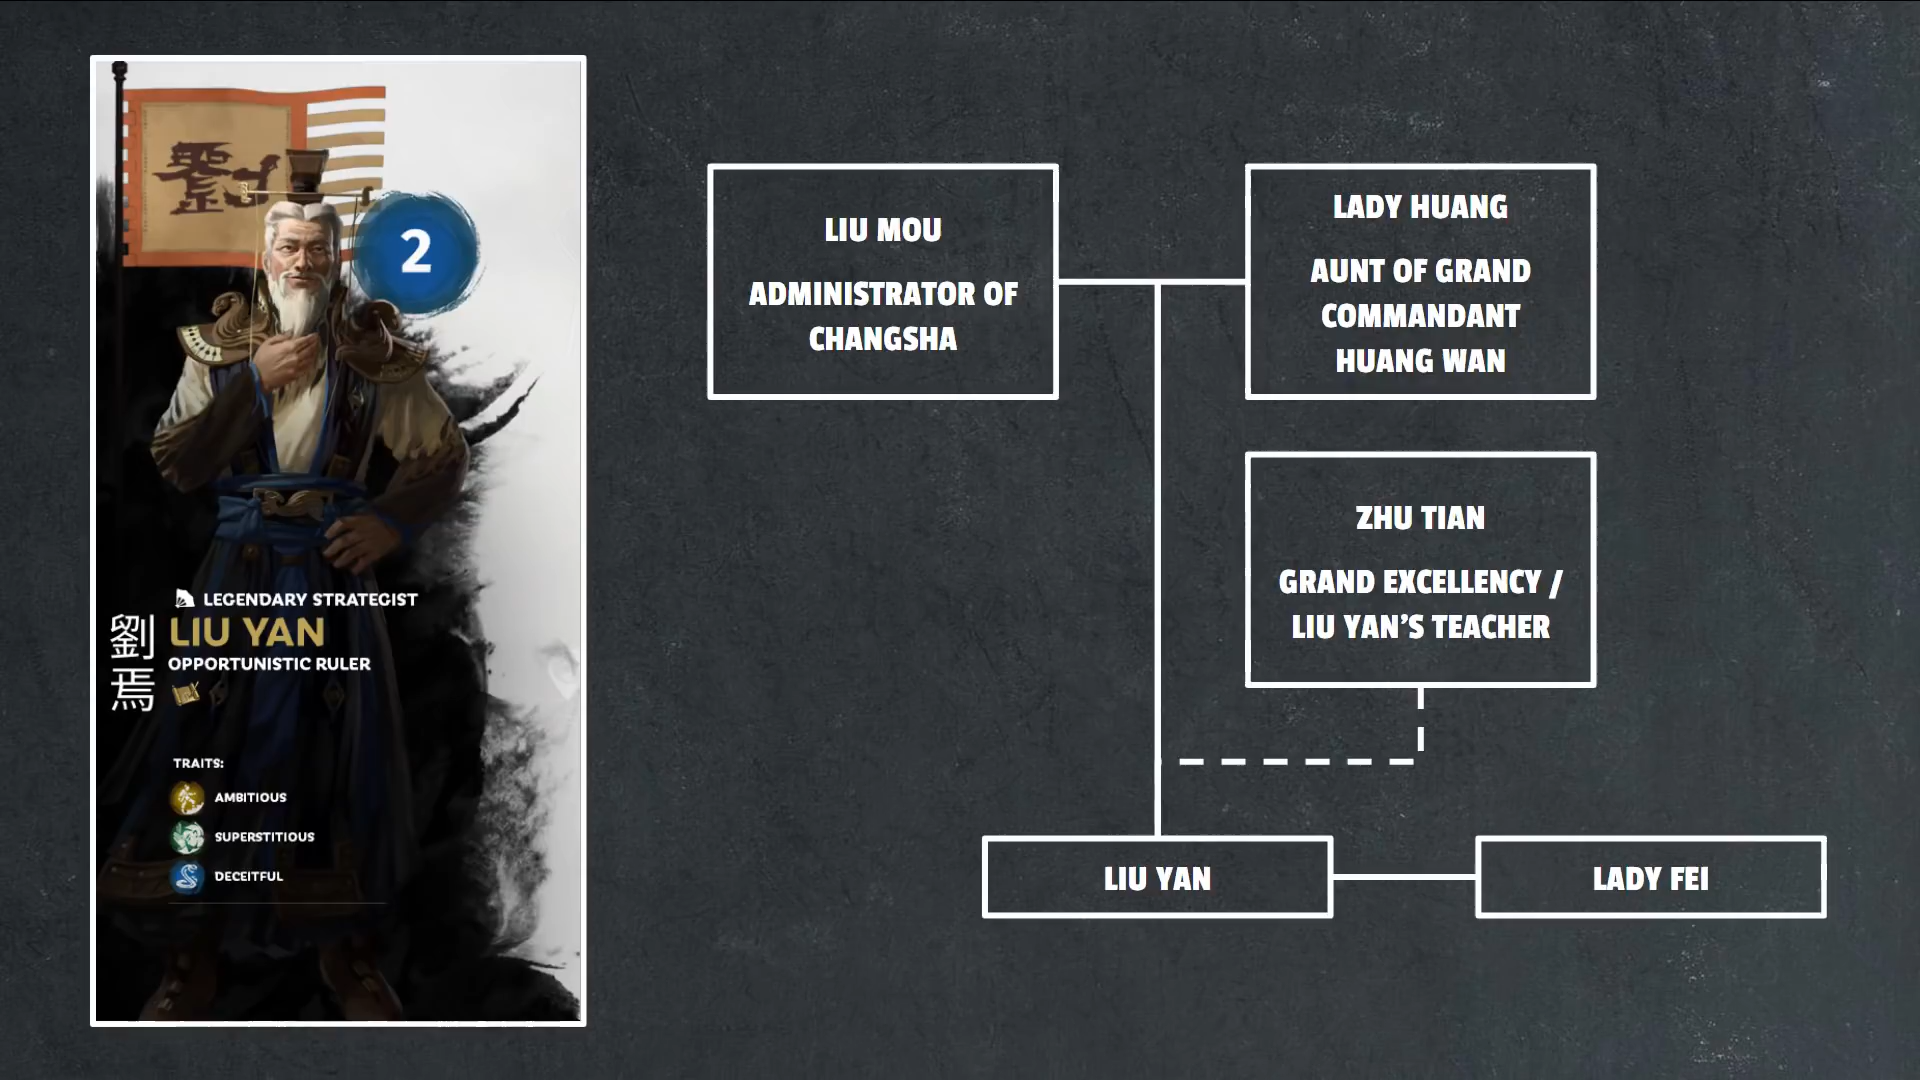 劉
2
LEGENDARY STRATEGIST
劉焉
LIU YAN
OPPORTUNISTIC RULER
TRAITS:
AMBITIOUS
SUPERSTITIOUS
DECEITFUL
LIU MOU
ADMINISTRATOR OF
CHANGSHA
LADY HUANG
AUNT OF GRAND
COMMANDANT
HUANG WAN
ZHU TIAN
GRAND EXCELLENCY /
LIU YAN'S TEACHER
LIU YAN
LADY FEI